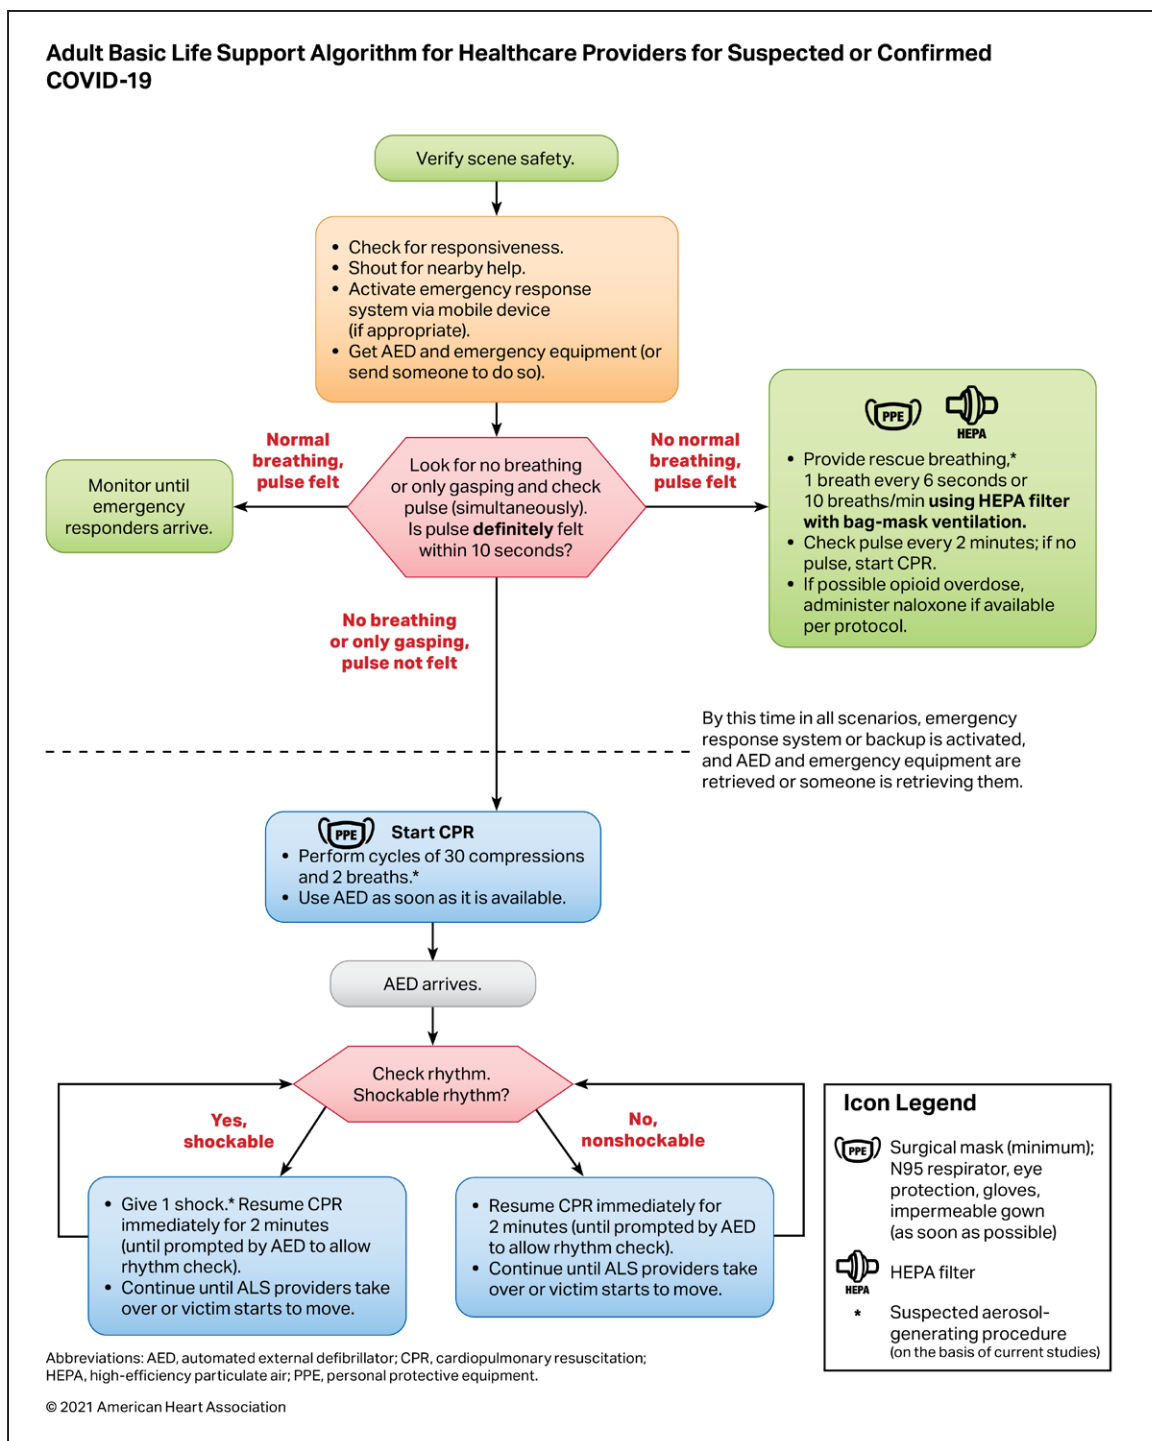 Adult Basic Life Support Algorithm for Healthcare Providers for Suspected or Confirmed
COVID-19
Verify scene safety.
• Check for responsiveness.
• Shout for nearby help.
• Activate emergency response
system via mobile device
(if appropriate).
• Get AED and emergency equipment (or
send someone to do so).
Normal
breathing,
pulse felt
Look for no breathing
or only gasping and check
pulse (simultaneously).
Is pulse definitely felt
within 10 seconds?
No normal
breathing,
pulse felt
Monitor until
emergency
responders arrive.
PPE
HEPA
• Provide rescue breathing,*
1 breath every 6 seconds or
10 breaths/min using HEPA filter
with bag-mask ventilation.
• Check pulse every 2 minutes; if no
pulse, start CPR.
• If possible opioid overdose,
administer naloxone if available
per protocol.
No breathing
or only gasping,
pulse not felt
By this time in all scenarios, emergency
response system or backup is activated,
and AED and emergency equipment are
retrieved or someone is retrieving them.
PPE Start CPR
• Perform cycles of 30 compressions
and 2 breaths.*
• Use AED as soon as it is available.
AED arrives.
Check rhythm.
Shockable rhythm?
Yes,
shockable
No,
nonshockable
• Give 1 shock.* Resume CPR
immediately for 2 minutes
(until prompted by AED to allow
rhythm check).
• Continue until ALS providers take
over or victim starts to move.
• Resume CPR immediately for
2 minutes (until prompted by AED
to allow rhythm check).
• Continue until ALS providers take
over or victim starts to move.
Icon Legend
PPE Surgical mask (minimum);
N95 respirator, eye
protection, gloves,
impermeable gown
(as soon as possible)
HEPA HEPA filter
* Suspected aerosol-
generating procedure
(on the basis of current studies)
Abbreviations: AED, automated external defibrillator; CPR, cardiopulmonary resuscitation;
HEPA, high-efficiency particulate air; PPE, personal protective equipment.
© 2021 American Heart Association